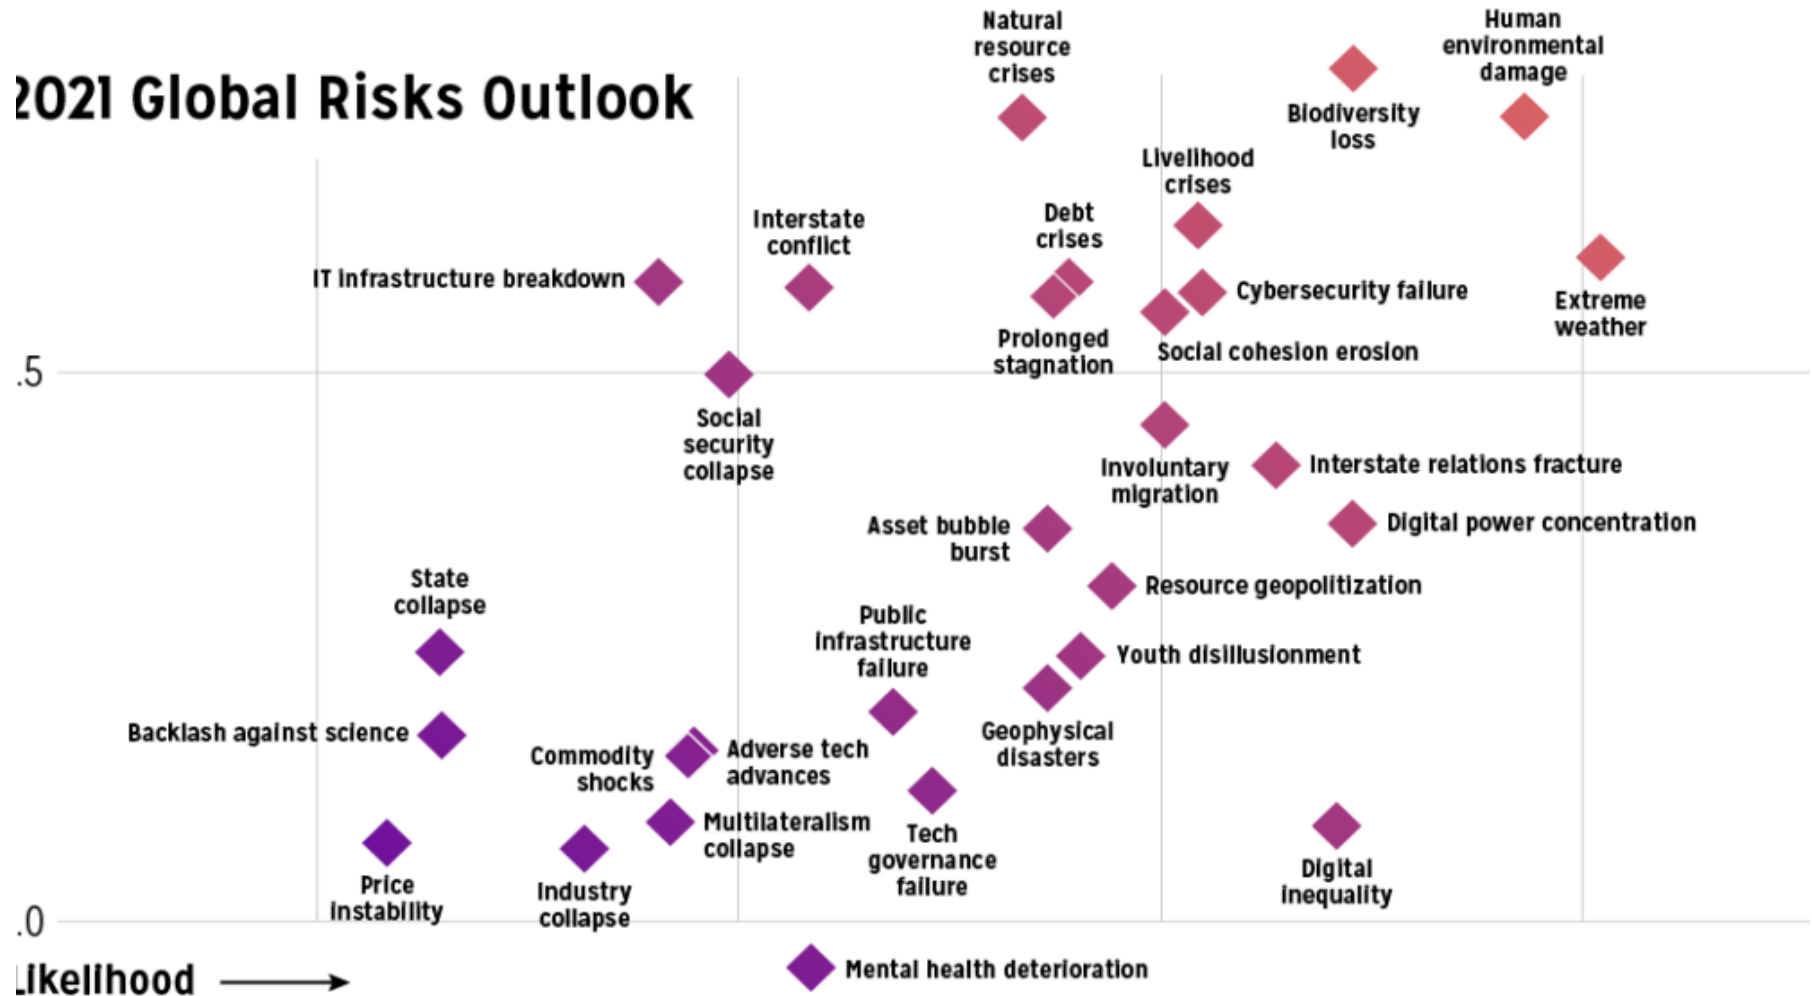 Natural
resource
crises
Human
environmental
damage
2021 Global Risks Outlook
Biodiversity
loss
Livelihood
crises
Debt
crises
Interstate
conflict
IT infrastructure breakdown
Cybersecurity failure
Extreme
weather
Prolonged
stagnation
Social cohesion erosion
.5
Social
security
collapse
Involuntary
migration
Interstate relations fracture
Asset bubble
burst
Digital power concentration
State
collapse
Resource geopolitization
Public
infrastructure
failure
Youth disillusionment
Backlash against science
Geophysical
disasters
Commodity
shocks
Adverse tech
advances
Multilateralism
collapse
Tech
governance
failure
Digital
inequality
Price
instability
Industry
collapse
.0
Likelihood
Mental health deterioration